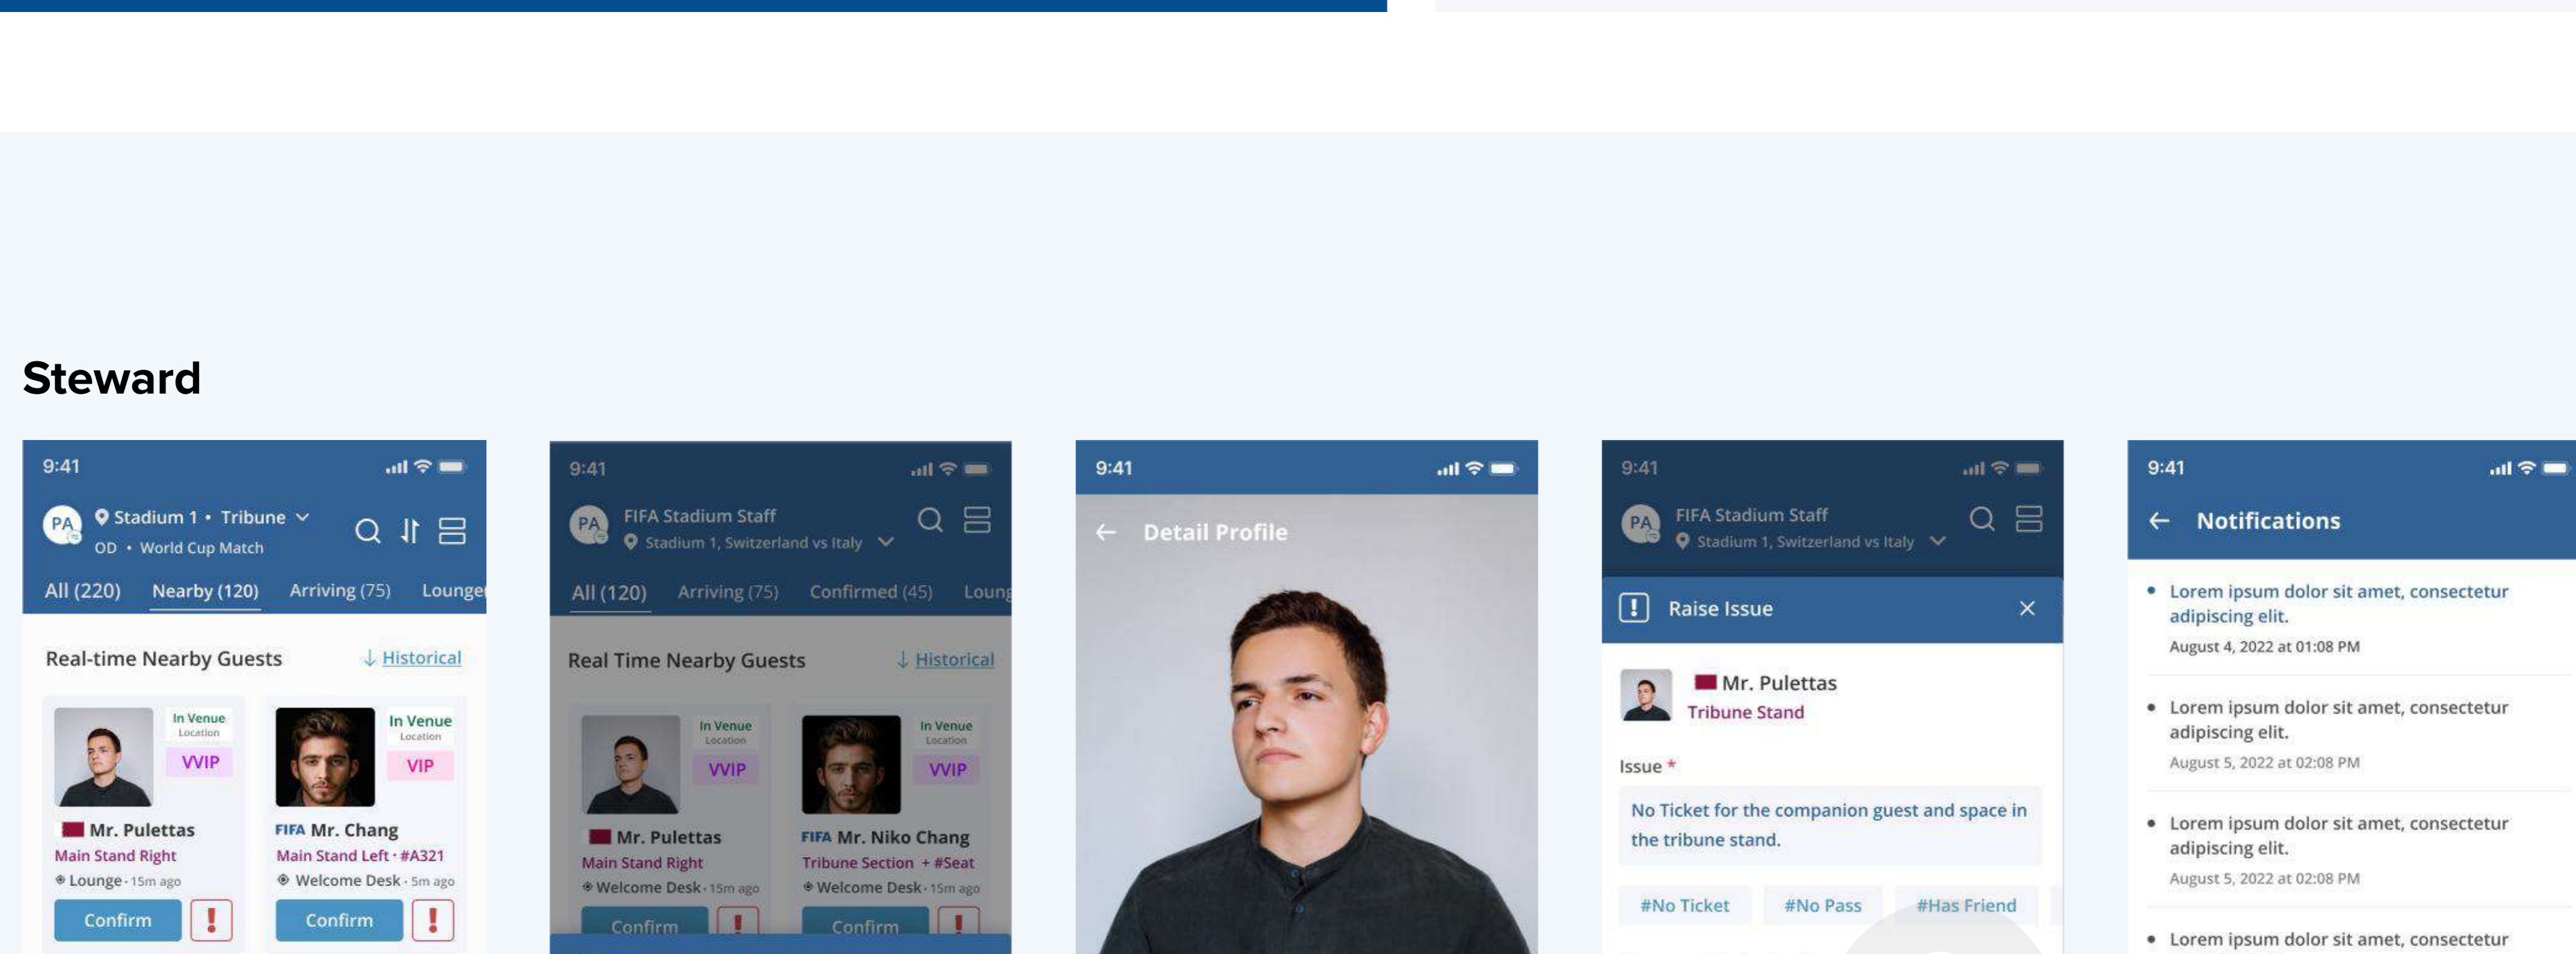 Steward
9:41
PA
Stadium 1 • Tribune
OD • World Cup Match
All (220) Nearby (120) Arriving (75) Lounge
Real-time Nearby Guests ↓ Historical
In Venue
Location
VVIP
Mr. Pulettas
Main Stand Right
Lounge · 15m ago
Confirm !
In Venue
Location
VIP
FIFA Mr. Chang
Main Stand Left · #A321
Welcome Desk · 5m ago
Confirm !
9:41
PA
FIFA Stadium Staff
Stadium 1, Switzerland vs Italy
All (120) Arriving (75) Confirmed (45) Loung
Real Time Nearby Guests ↓ Historical
In Venue
Location
VVIP
Mr. Pulettas
Main Stand Right
Welcome Desk · 15m ago
Confirm !
In Venue
Location
VVIP
FIFA Mr. Niko Chang
Tribune Section + #Seat
Welcome Desk · 15m ago
Confirm !
9:41
← Detail Profile
9:41
PA
FIFA Stadium Staff
Stadium 1, Switzerland vs Italy
! Raise Issue ×
Mr. Pulettas
Tribune Stand
Issue *
No Ticket for the companion guest and space in
the tribune stand.
#No Ticket #No Pass #Has Friend
9:41
← Notifications
• Lorem ipsum dolor sit amet, consectetur
adipiscing elit.
August 4, 2022 at 01:08 PM
• Lorem ipsum dolor sit amet, consectetur
adipiscing elit.
August 5, 2022 at 02:08 PM
• Lorem ipsum dolor sit amet, consectetur
adipiscing elit.
August 5, 2022 at 02:08 PM
• Lorem ipsum dolor sit amet, consectetur